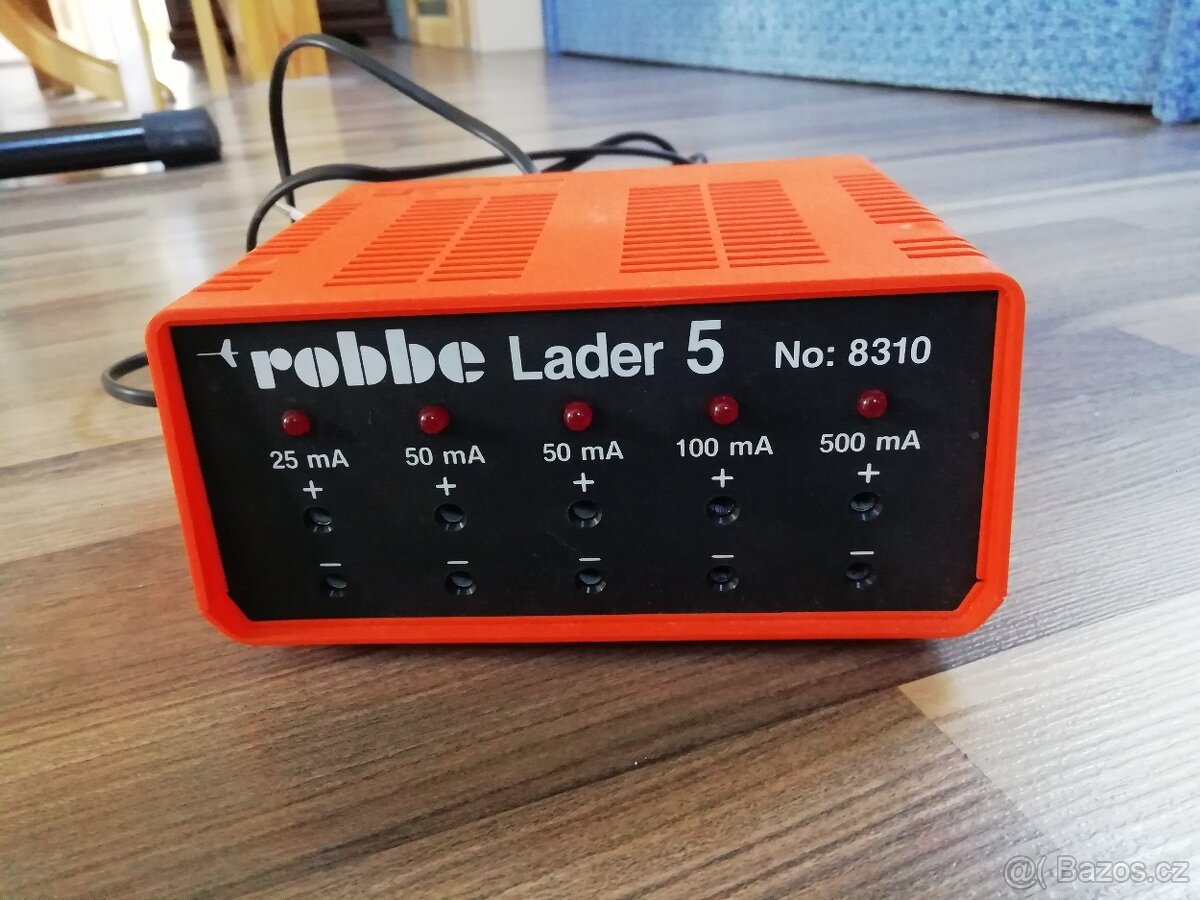 robbe Lader 5 No: 8310
25 mA 50 mA 50 mA 100 mA 500 mA
+ + + + +
− − − − −
@( Bazos.cz